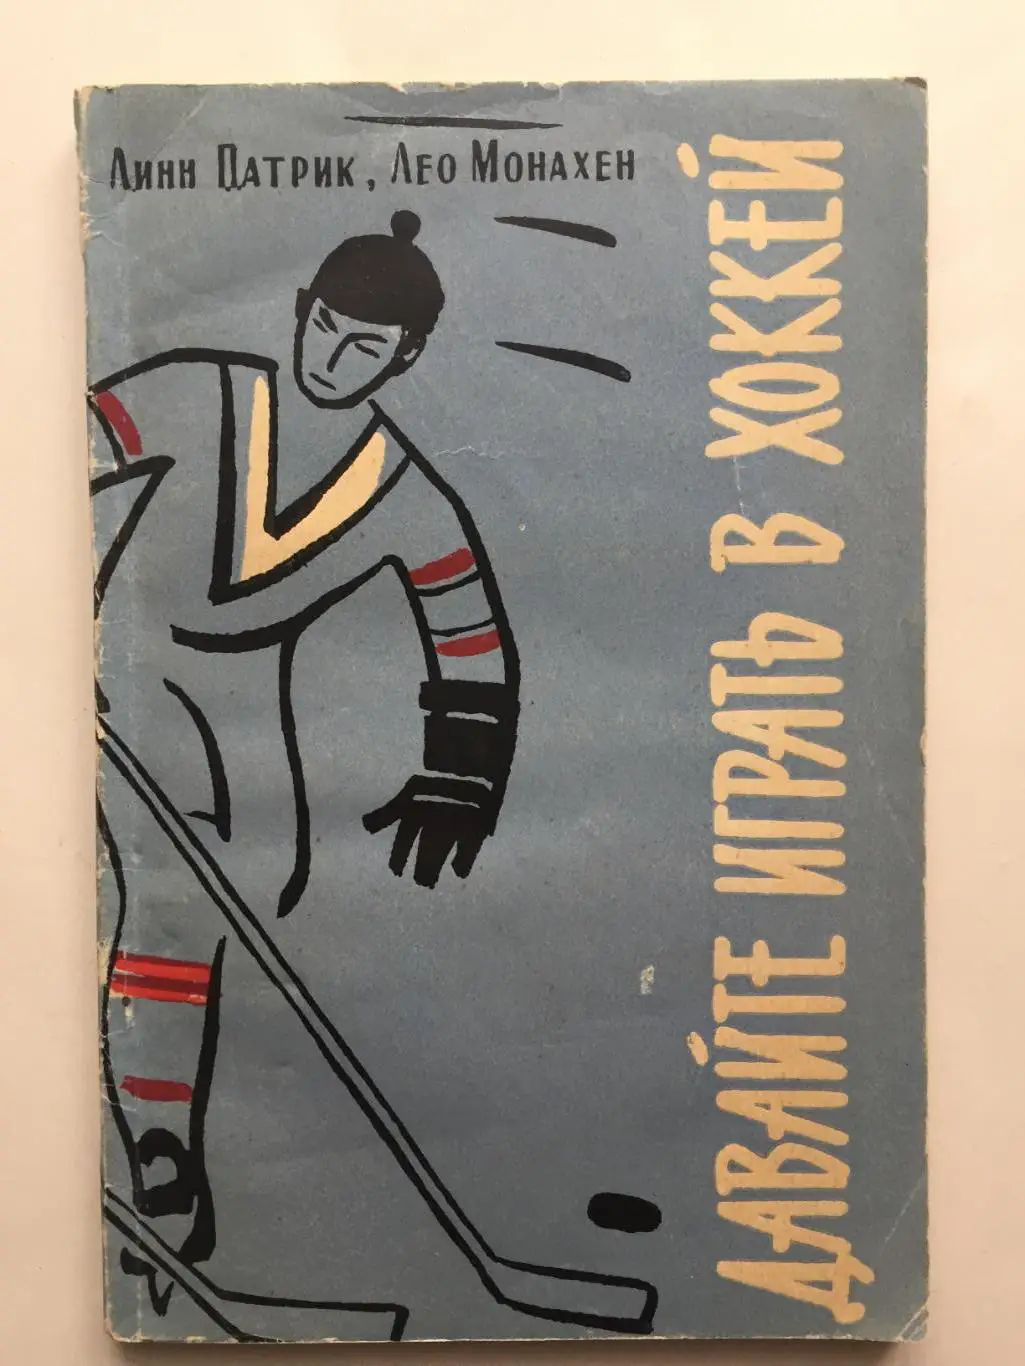 Линн Патрик, Лео Монахен
ДАВАЙТЕ ИГРАТЬ В ХОККЕЙ